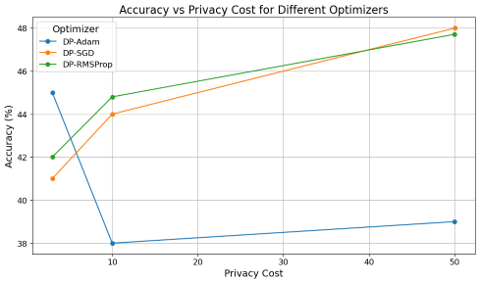 Accuracy vs Privacy Cost for Different Optimizers
Optimizer
DP-Adam
DP-SGD
DP-RMSProp
Accuracy (%)
48
46
44
42
40
38
10
20
30
40
50
Privacy Cost